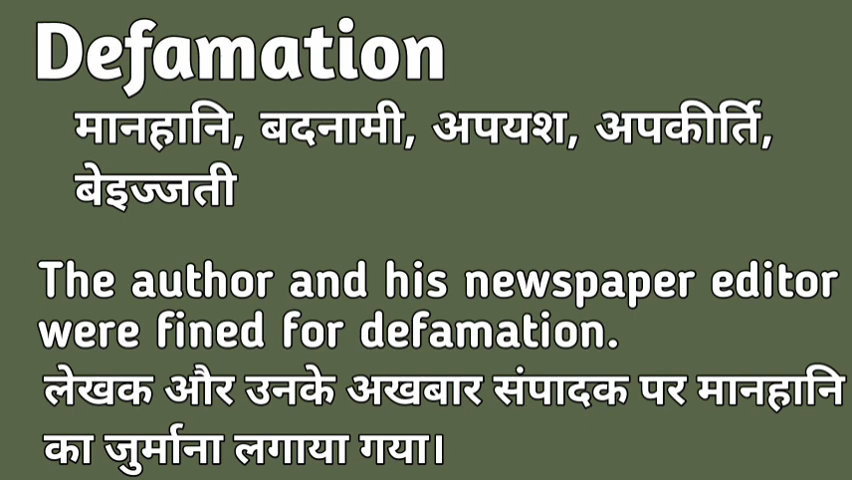 Defamation
मानहानि, बदनामी, अपयश, अपकीर्ति,
बेइज्जती
The author and his newspaper editor
were fined for defamation.
लेखक और उनके अखबार संपादक पर मानहानि
का जुर्माना लगाया गया।